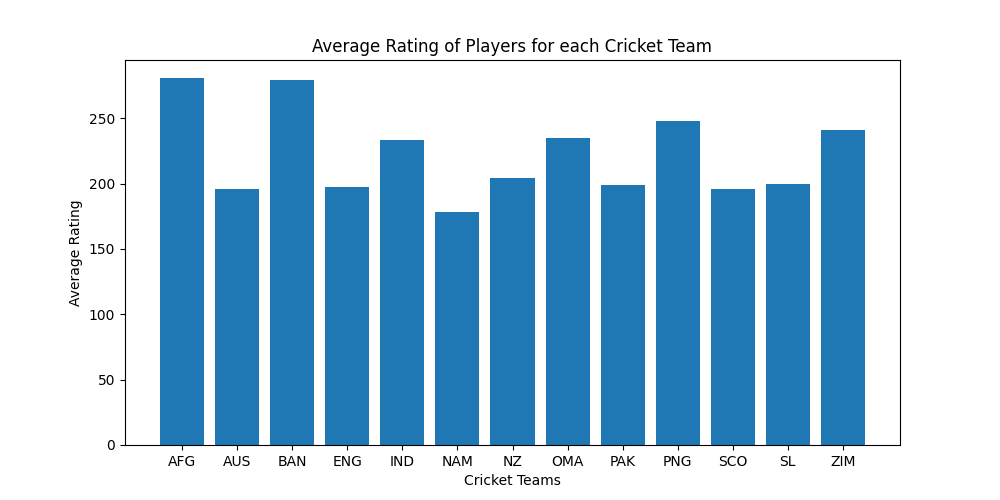 Average Rating of Players for each Cricket Team
Average Rating
250
200
150
100
50
0
AFG AUS BAN ENG IND NAM NZ OMA PAK PNG SCO SL ZIM
Cricket Teams